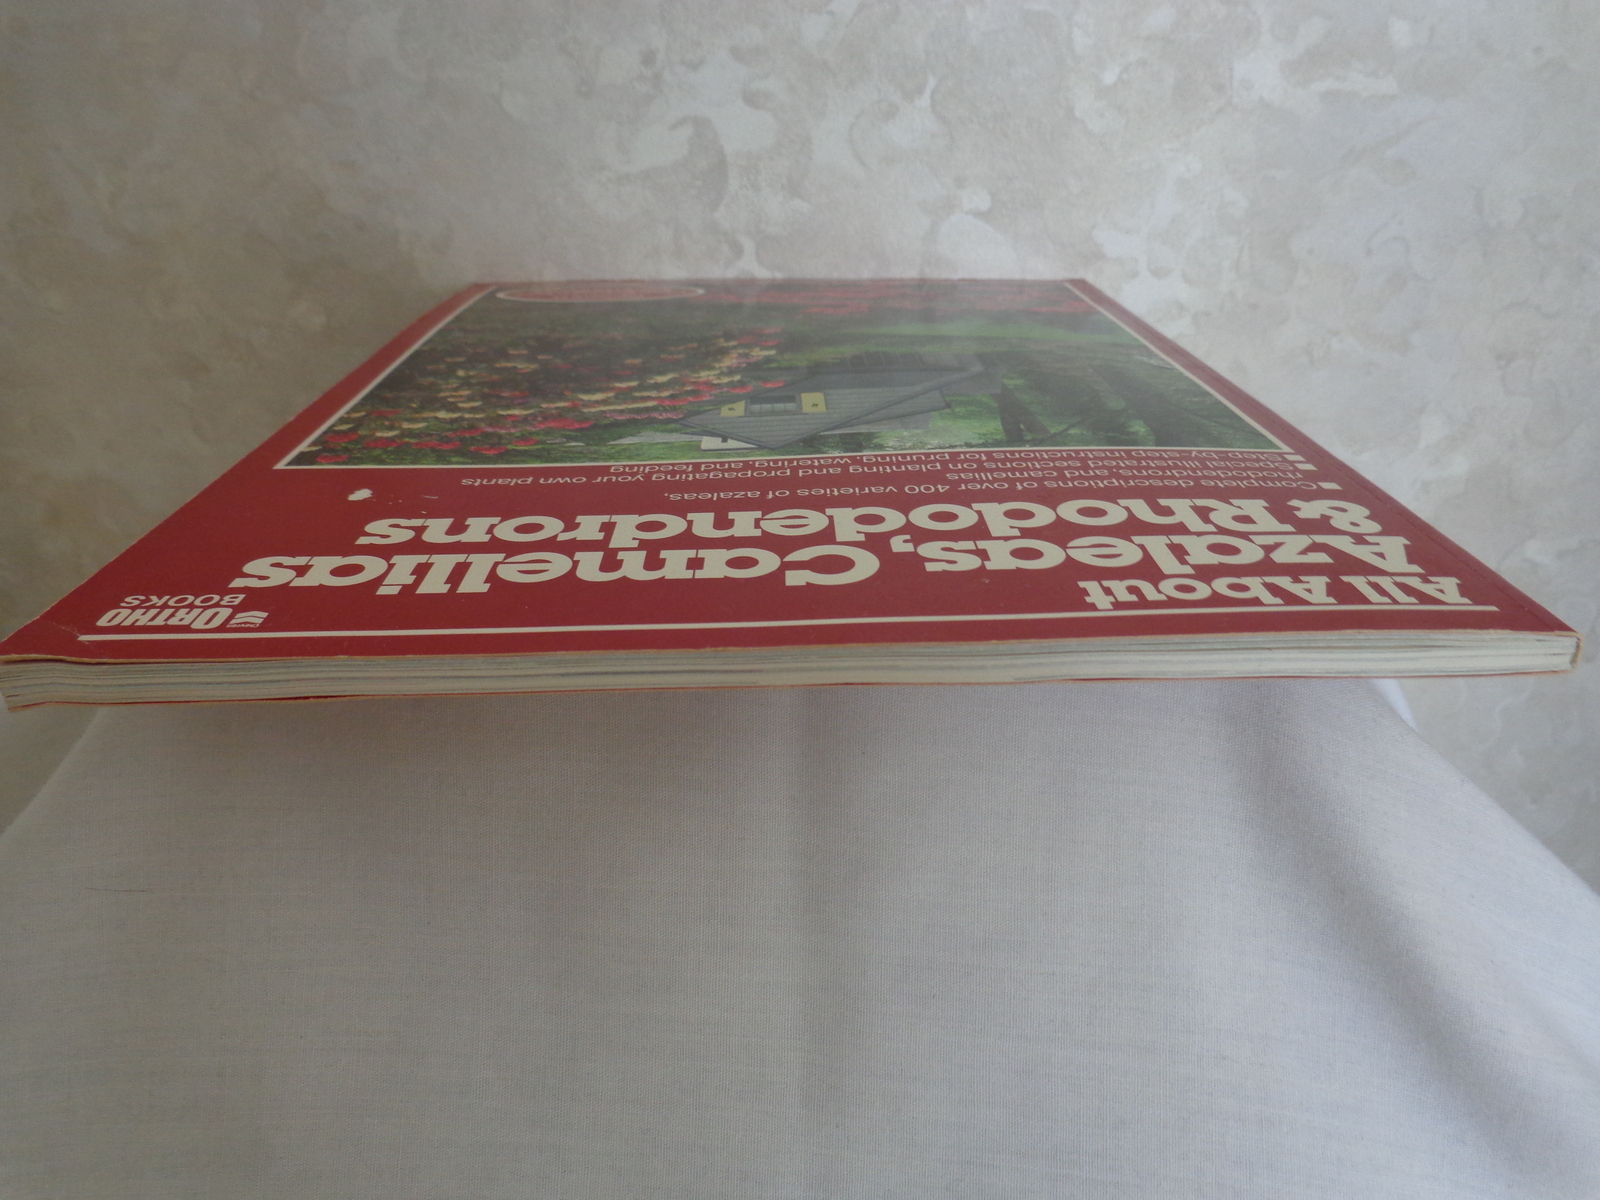 Chevron
ORTHO
BOOKS
All About
Azaleas, Camellias
& Rhododendrons
Complete descriptions of over 400 varieties of azaleas,
rhododendrons, and camellias
Special illustrated sections on planting and propagating your own plants
Step-by-step instructions for pruning, watering, and feeding